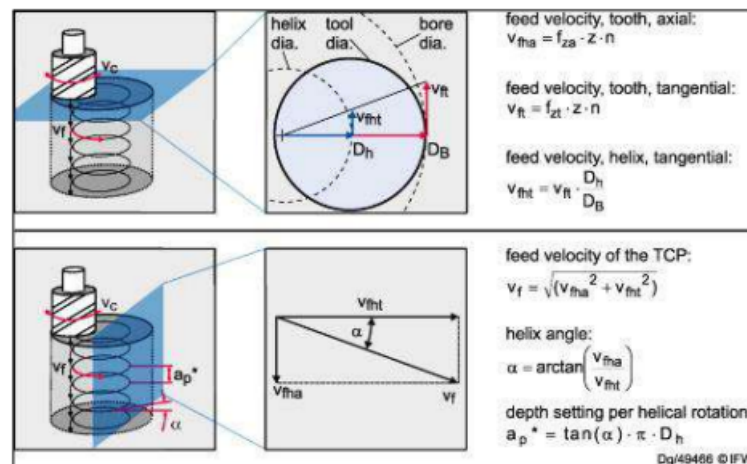 v_c
v_f
helix dia.
tool dia.
bore dia.
v_ft
v_fht
D_h
D_B
feed velocity, tooth, axial:
v_fha = f_za · z · n
feed velocity, tooth, tangential:
v_ft = f_zt · z · n
feed velocity, helix, tangential:
v_fht = v_ft · D_h / D_B
v_c
v_f
a_p*
α
v_fht
α
v_fha
v_f
feed velocity of the TCP:
v_f = √(v_fha² + v_fht²)
helix angle:
α = arctan(v_fha / v_fht)
depth setting per helical rotation
a_p* = tan(α) · π · D_h
Dg/49466 © IFW